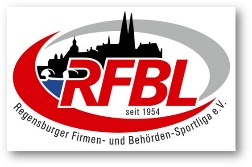 RFBL
seit 1954
Regensburger Firmen- und Behörden-Sportliga e.V.